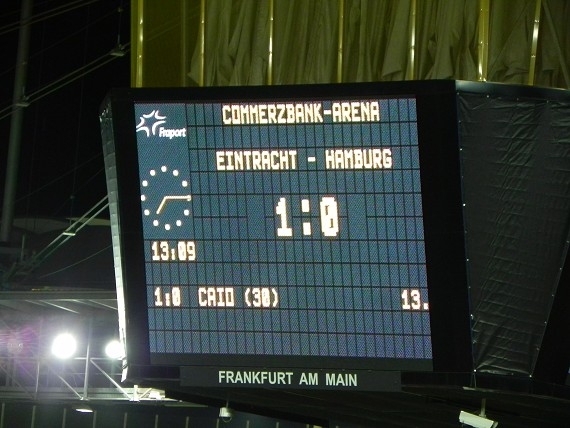 COMMERZBANK-ARENA
Fraport
EINTRACHT - HAMBURG
1:0
13:09
1:0 CAIO (30) 13.
FRANKFURT AM MAIN